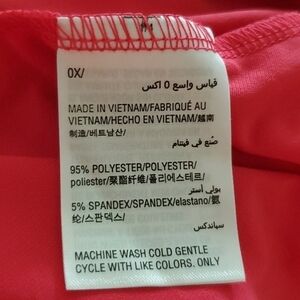 0X/
قياس واسع 0 اكس
MADE IN VIETNAM/FABRIQUÉ AU
VIETNAM/HECHO EN VIETNAM/越南
制造/베트남산/
صُنع في فيتنام
95% POLYESTER/POLYESTER/
poliester/聚酯纤维/폴리에스테르/
بولي أستر
5% SPANDEX/SPANDEX/elastano/氨
纶/스판덱스/
سباندكس
MACHINE WASH COLD GENTLE
CYCLE WITH LIKE COLORS. ONLY